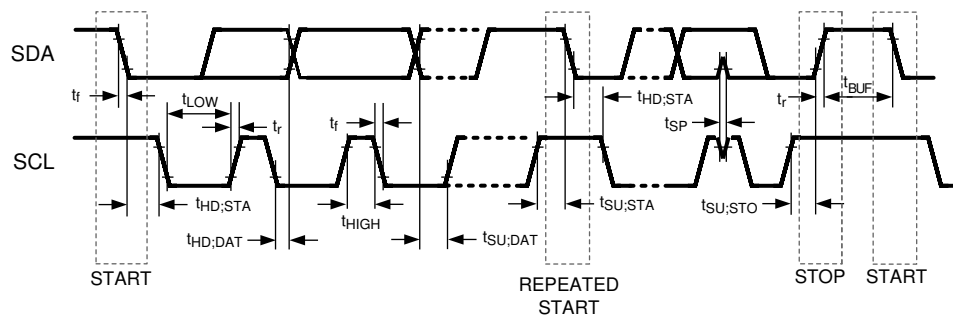 SDA
t_f
t_LOW
t_r
t_f
t_HD;STA
t_SP
t_r
t_BUF
SCL
t_HD;STA
t_HD;DAT
t_HIGH
t_SU;DAT
t_SU;STA
t_SU;STO
START
REPEATED
START
STOP
START